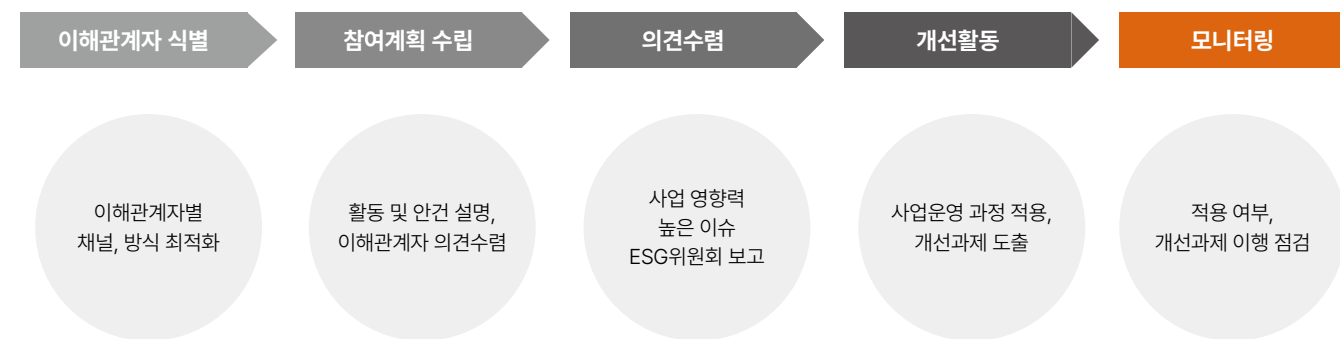 이해관계자 식별
참여계획 수립
의견수렴
개선활동
모니터링
이해관계자별
채널, 방식 최적화
활동 및 안건 설명,
이해관계자 의견수렴
사업 영향력
높은 이슈
ESG위원회 보고
사업운영 과정 적용,
개선과제 도출
적용 여부,
개선과제 이행 점검